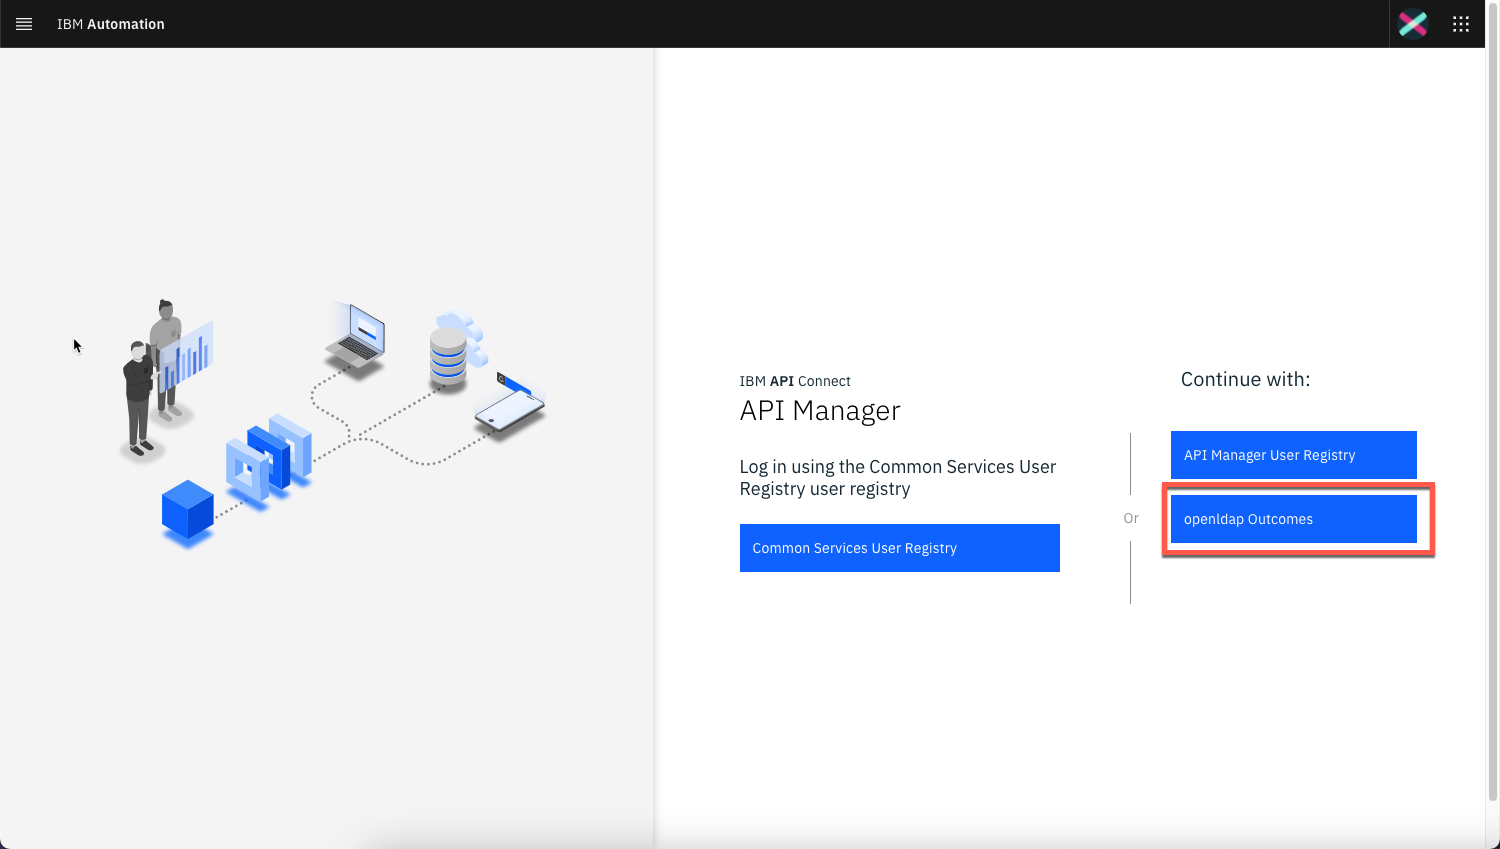 IBM Automation
IBM API Connect
API Manager
Log in using the Common Services User
Registry user registry
Common Services User Registry
Or
Continue with:
API Manager User Registry
openldap Outcomes